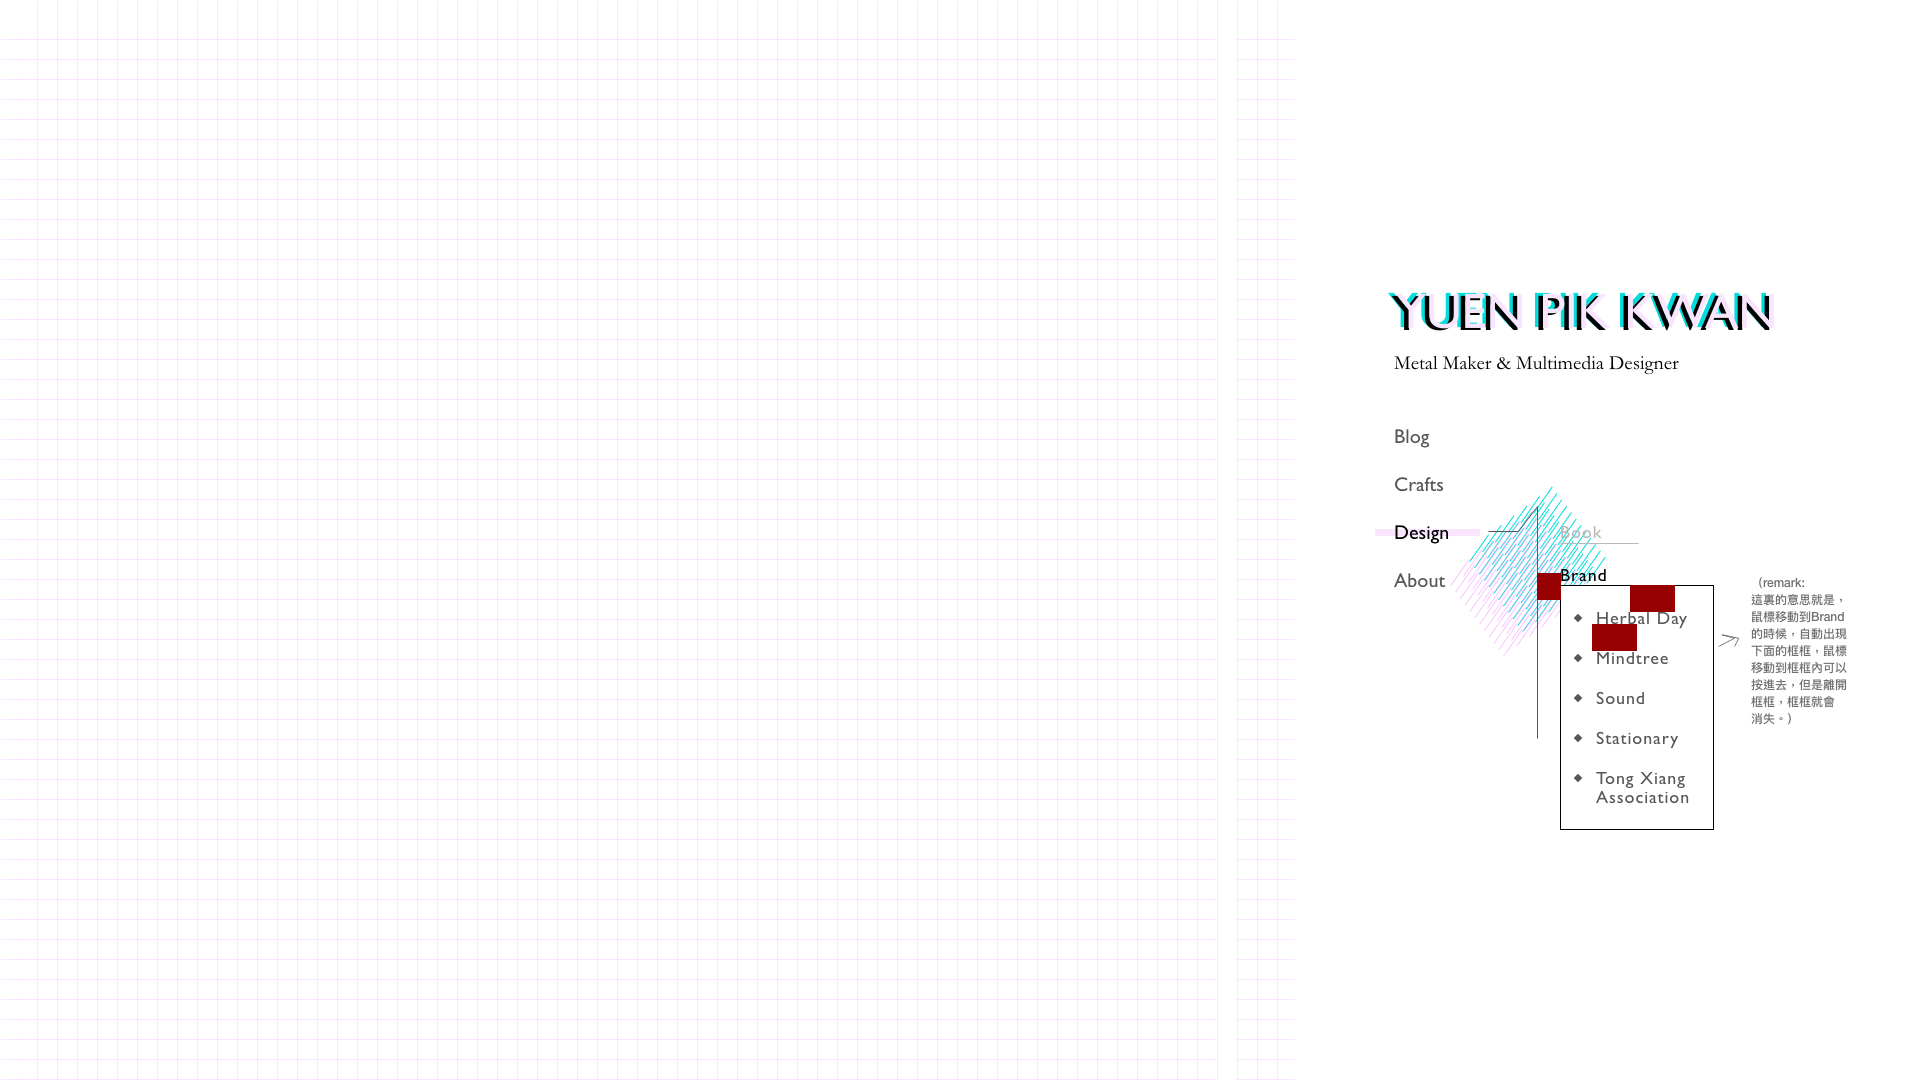 YUEN PIK KWAN
Metal Maker & Multimedia Designer
Blog
Crafts
Design
About
Book
Brand
Herbal Day
Mindtree
Sound
Stationary
Tong Xiang
Association
（remark:
這裏的意思就是，
鼠標移動到Brand
的時候，自動出現
下面的框框，鼠標
移動到框框內可以
按進去，但是離開
框框，框框就會
消失。）